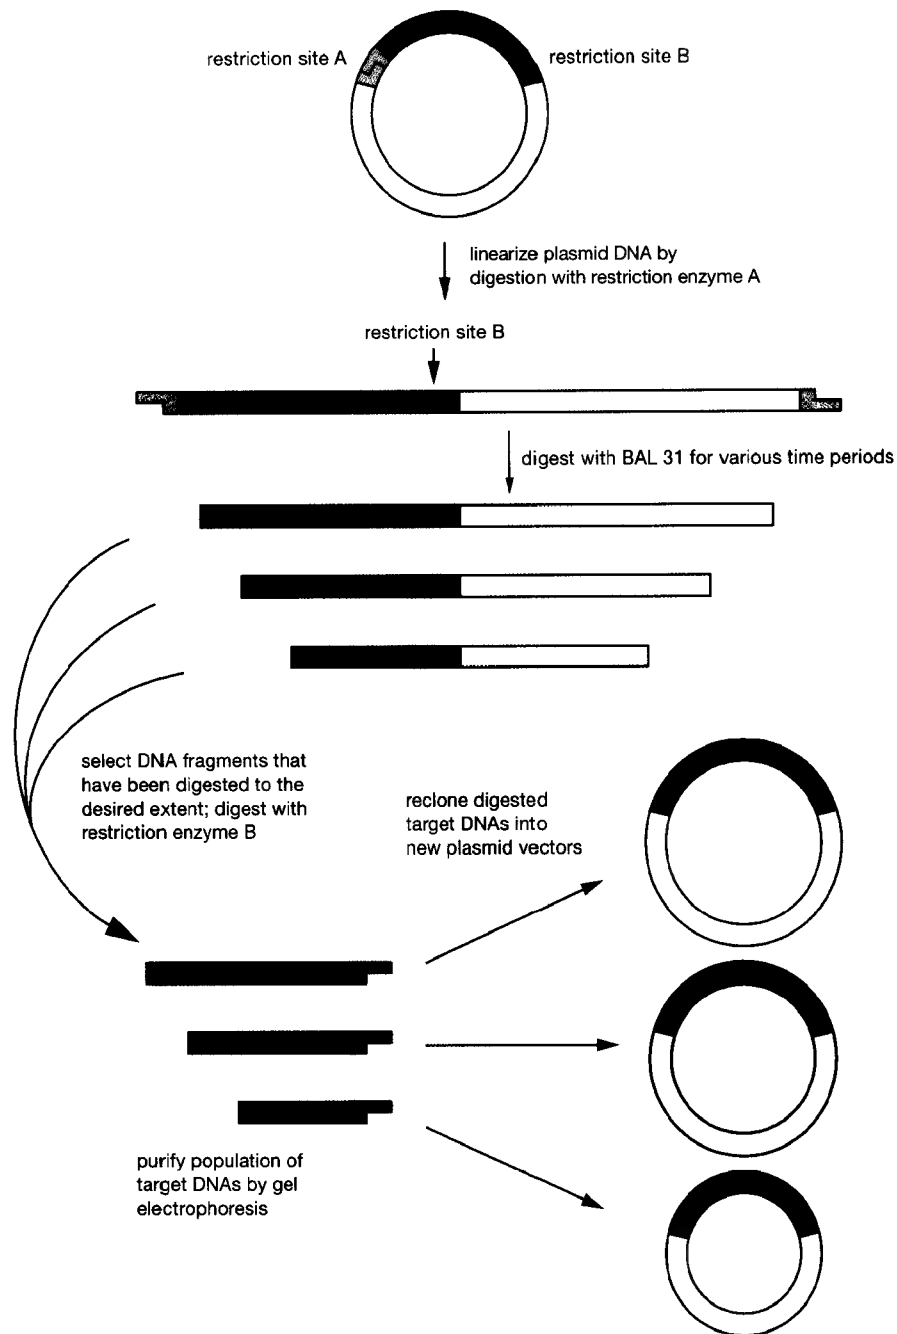 restriction site A
restriction site B
linearize plasmid DNA by
digestion with restriction enzyme A
restriction site B
digest with BAL 31 for various time periods
select DNA fragments that
have been digested to the
desired extent; digest with
restriction enzyme B
reclone digested
target DNAs into
new plasmid vectors
purify population of
target DNAs by gel
electrophoresis